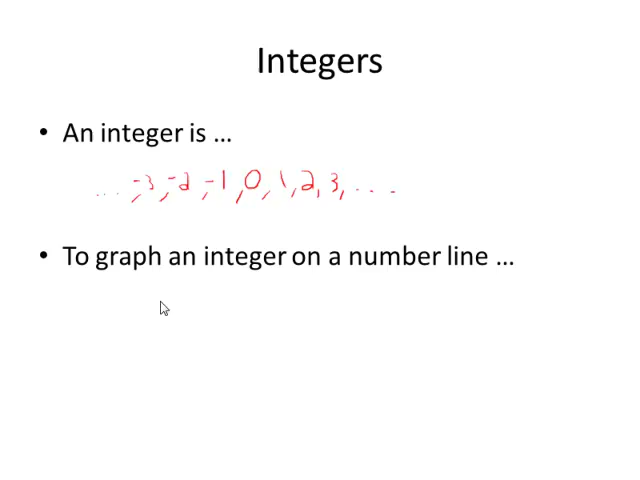 Integers
• An integer is ...
... -3, -2, -1, 0, 1, 2, 3, ...
• To graph an integer on a number line ...